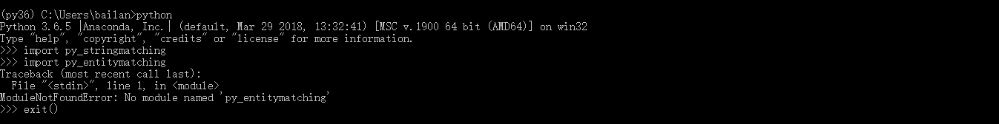 (py36) C:\Users\bailan>python
Python 3.6.5 |Anaconda, Inc.| (default, Mar 29 2018, 13:32:41) [MSC v.1900 64 bit (AMD64)] on win32
Type "help", "copyright", "credits" or "license" for more information.
>>> import py_stringmatching
>>> import py_entitymatching
Traceback (most recent call last):
  File "<stdin>", line 1, in <module>
ModuleNotFoundError: No module named 'py_entitymatching'
>>> exit()